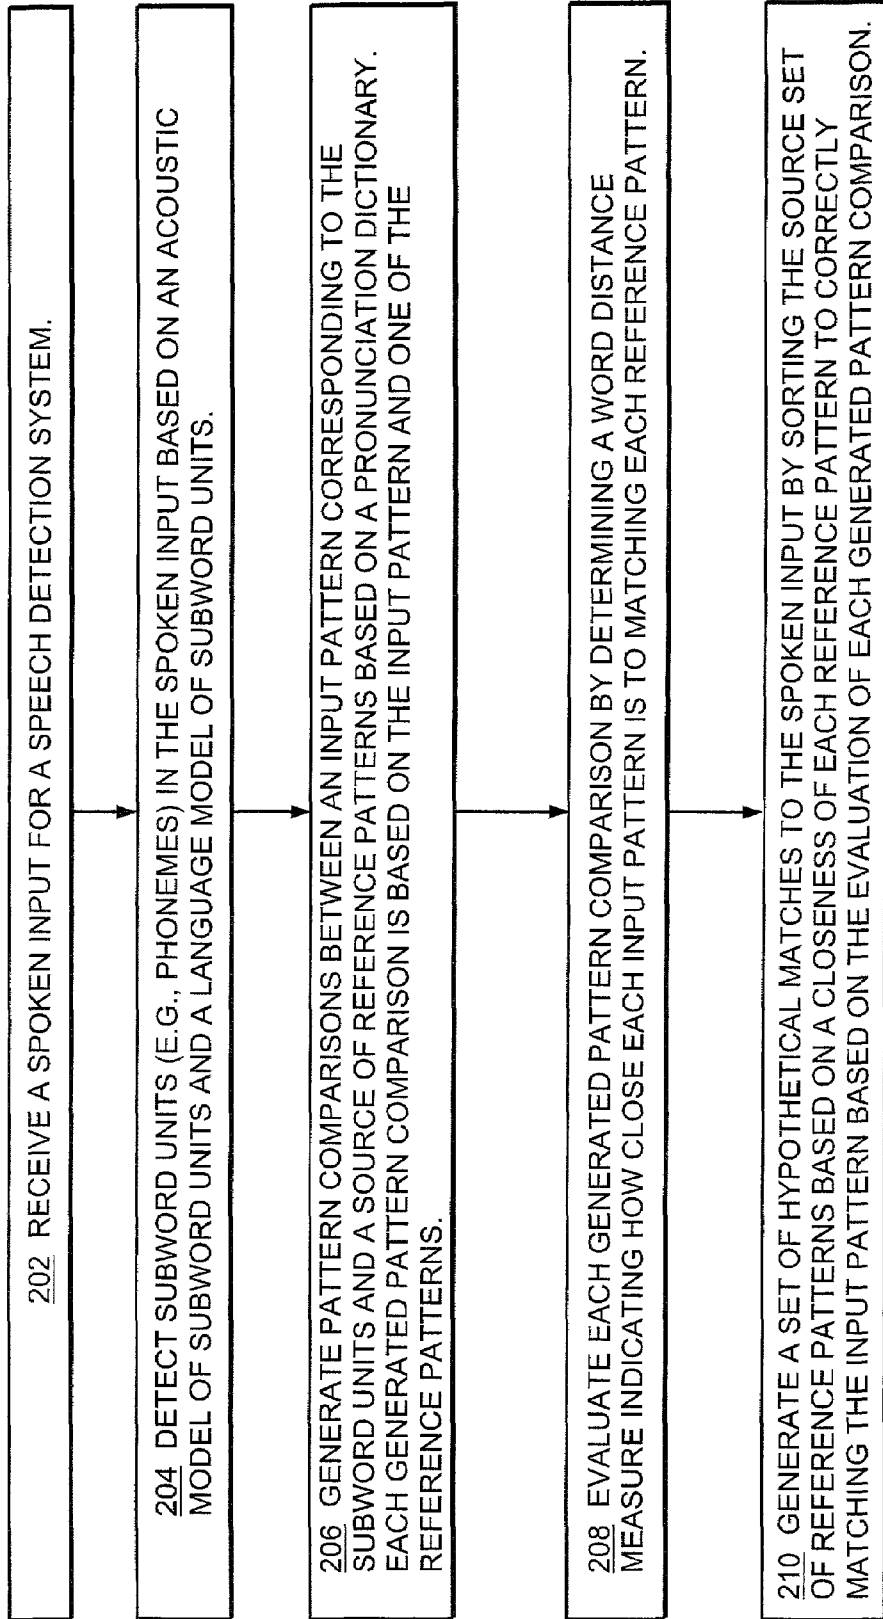 202 RECEIVE A SPOKEN INPUT FOR A SPEECH DETECTION SYSTEM.
204 DETECT SUBWORD UNITS (E.G., PHONEMES) IN THE SPOKEN INPUT BASED ON AN ACOUSTIC
MODEL OF SUBWORD UNITS AND A LANGUAGE MODEL OF SUBWORD UNITS.
206 GENERATE PATTERN COMPARISONS BETWEEN AN INPUT PATTERN CORRESPONDING TO THE
SUBWORD UNITS AND A SOURCE OF REFERENCE PATTERNS BASED ON A PRONUNCIATION DICTIONARY.
EACH GENERATED PATTERN COMPARISON IS BASED ON THE INPUT PATTERN AND ONE OF THE
REFERENCE PATTERNS.
208 EVALUATE EACH GENERATED PATTERN COMPARISON BY DETERMINING A WORD DISTANCE
MEASURE INDICATING HOW CLOSE EACH INPUT PATTERN IS TO MATCHING EACH REFERENCE PATTERN.
210 GENERATE A SET OF HYPOTHETICAL MATCHES TO THE SPOKEN INPUT BY SORTING THE SOURCE SET
OF REFERENCE PATTERNS BASED ON A CLOSENESS OF EACH REFERENCE PATTERN TO CORRECTLY
MATCHING THE INPUT PATTERN BASED ON THE EVALUATION OF EACH GENERATED PATTERN COMPARISON.